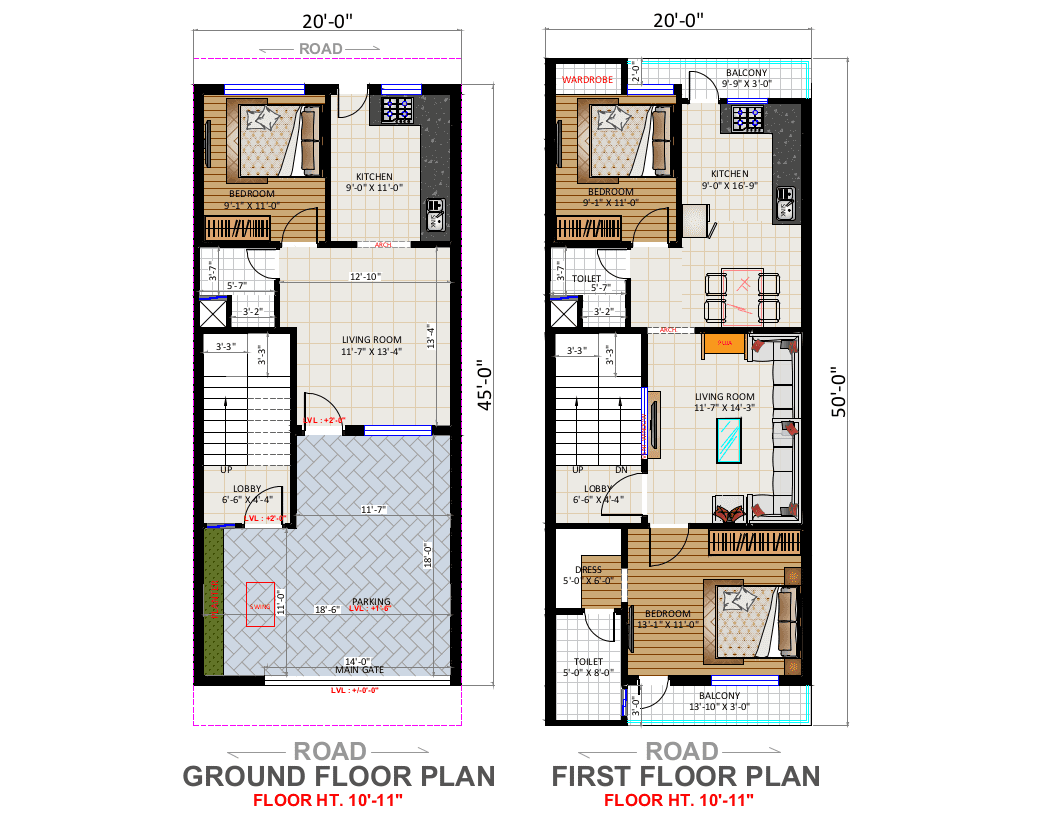 20'-0"
ROAD
BEDROOM
9'-1" X 11'-0"
KITCHEN
9'-0" X 11'-0"
SINK
ARCH
3'-7"
5'-7"
3'-2"
12'-10"
13'-4"
LIVING ROOM
11'-7" X 13'-4"
3'-3"
3'-3"
45'-0"
LVL : +2'-0"
UP
LOBBY
6'-6" X 4'-4"
LVL : +2'-0"
11'-7"
18'-0"
SWING
11'-0"
18'-6"
PARKING
LVL : +1'-6"
14'-0"
MAIN GATE
LVL : +/-0'-0"
ROAD
GROUND FLOOR PLAN
FLOOR HT. 10'-11"
20'-0"
WARDROBE
2'-0"
BALCONY
9'-9" X 3'-0"
BEDROOM
9'-1" X 11'-0"
KITCHEN
9'-0" X 16'-9"
SINK
3'-7"
TOILET
5'-7"
3'-2"
ARCH
3'-3"
3'-3"
PUJA
LIVING ROOM
11'-7" X 14'-3"
50'-0"
UP
DN
LOBBY
6'-6" X 4'-4"
DRESS
5'-0" X 6'-0"
BEDROOM
13'-1" X 11'-0"
TOILET
5'-0" X 8'-0"
BALCONY
13'-10" X 3'-0"
3'-0"
ROAD
FIRST FLOOR PLAN
FLOOR HT. 10'-11"